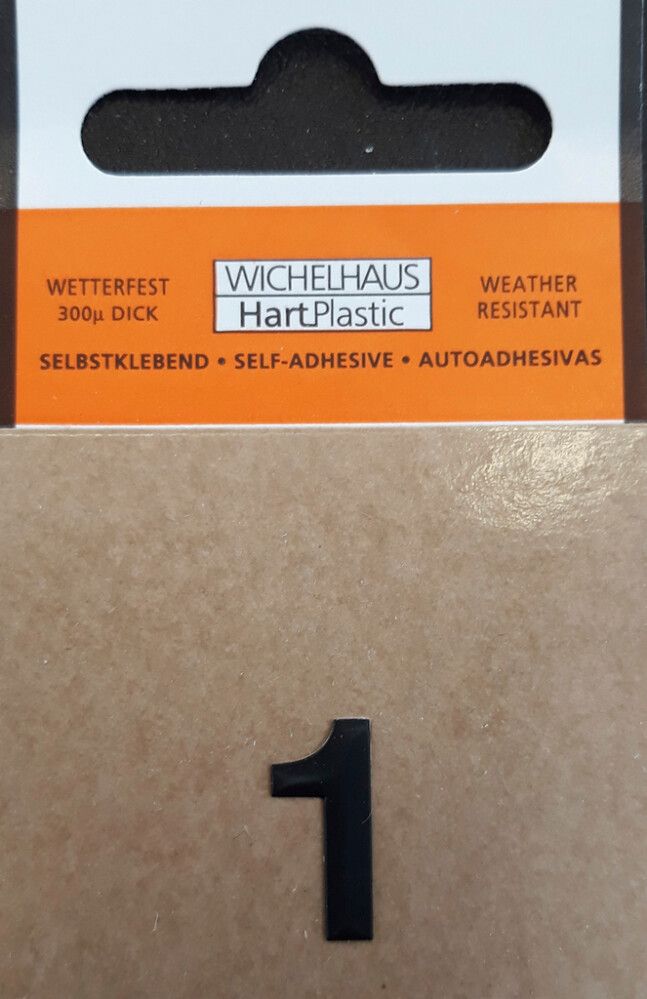 WETTERFEST
300µ DICK
WICHELHAUS
HartPlastic
WEATHER
RESISTANT
SELBSTKLEBEND • SELF-ADHESIVE • AUTOADHESIVAS
1